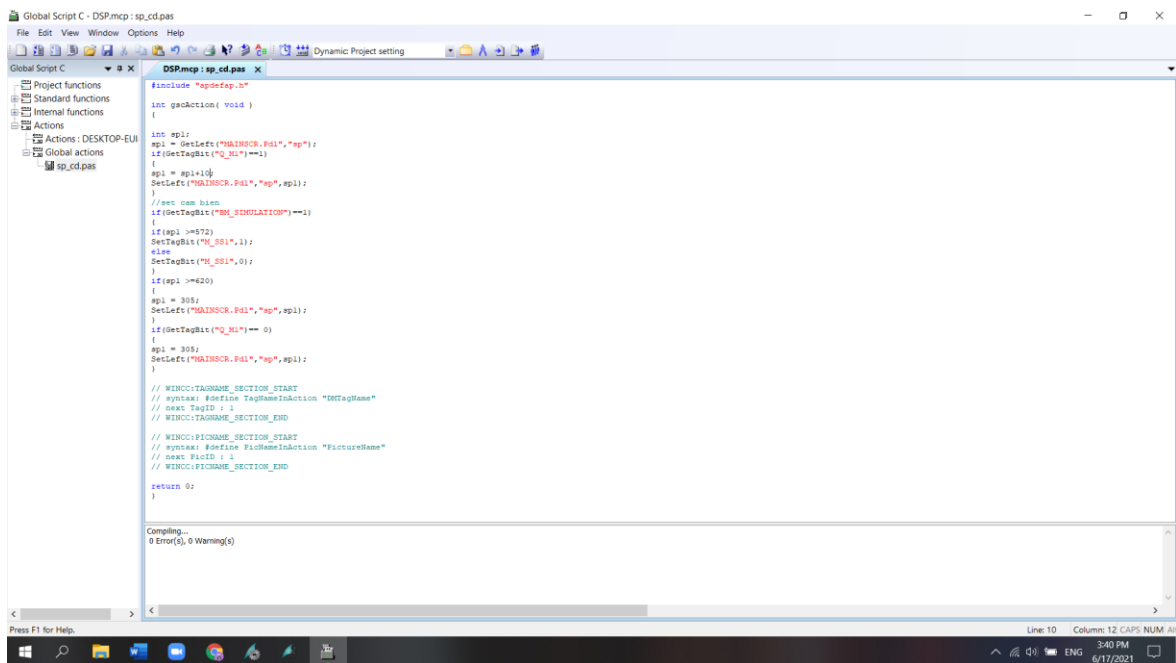 Global Script C - DSP.mcp : sp_cd.pas
File Edit View Window Options Help
Dynamic: Project setting
Global Script C
DSP.mcp : sp_cd.pas
Project functions
Standard functions
Internal functions
Actions
Actions : DESKTOP-EUI
Global actions
sp_cd.pas
#include "apdefap.h"
int gscAction( void )
{
int sp1;
sp1 = GetLeft("MAINSCR.Pdl","sp");
if(GetTagBit("Q_M1")==1)
{
sp1 = sp1+10;
SetLeft("MAINSCR.Pdl","sp",sp1);
}
//set cam bien
if(GetTagBit("BM_SIMULATION")==1)
{
if(sp1 >=572)
SetTagBit("M_SS1",1);
else
SetTagBit("M_SS1",0);
}
if(sp1 >=620)
{
sp1 = 305;
SetLeft("MAINSCR.Pdl","sp",sp1);
}
if(GetTagBit("Q_M1")== 0)
{
sp1 = 305;
SetLeft("MAINSCR.Pdl","sp",sp1);
}
// WINCC:TAGNAME_SECTION_START
// syntax: #define TagNameInAction "DMTagName"
// next TagID : 1
// WINCC:TAGNAME_SECTION_END
// WINCC:PICNAME_SECTION_START
// syntax: #define PicNameInAction "PictureName"
// next PicID : 1
// WINCC:PICNAME_SECTION_END
return 0;
}
Compiling...
0 Error(s), 0 Warning(s)
Press F1 for Help.
Line: 10 Column: 12 CAPS NUM
ENG
3:40 PM
6/17/2021